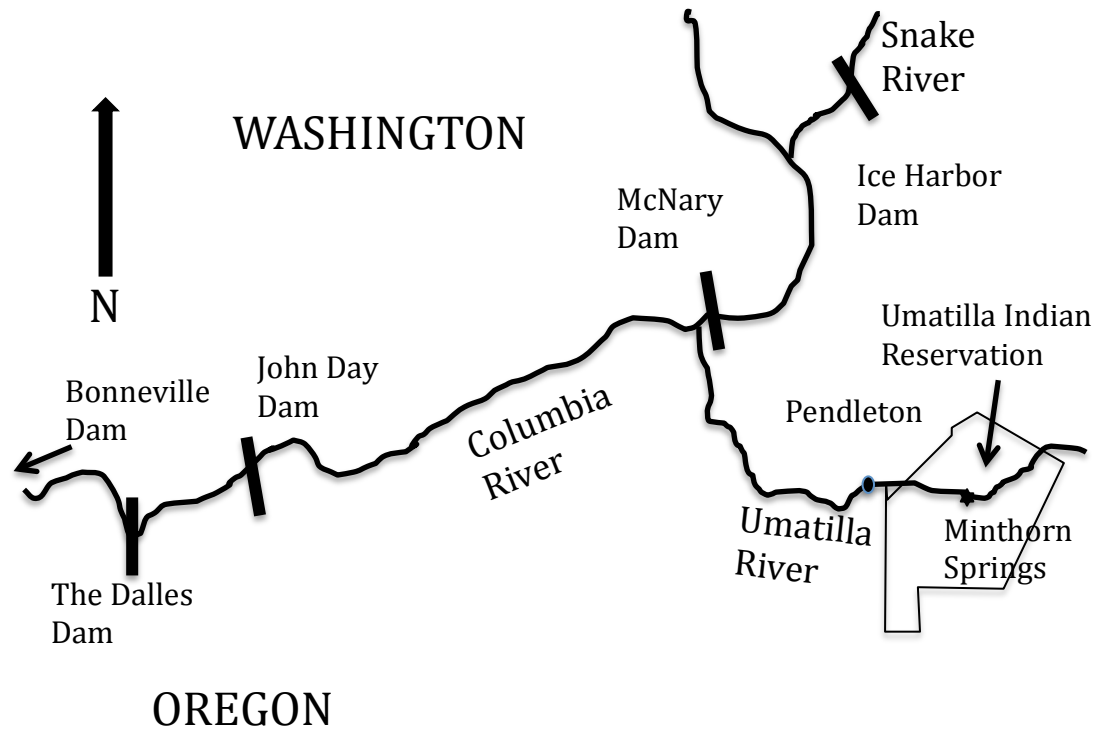 Snake
River
WASHINGTON
Ice Harbor
Dam
McNary
Dam
N
Umatilla Indian
Reservation
John Day
Dam
Bonneville
Dam
Pendleton
Columbia
River
Umatilla
River
Minthorn
Springs
The Dalles
Dam
OREGON